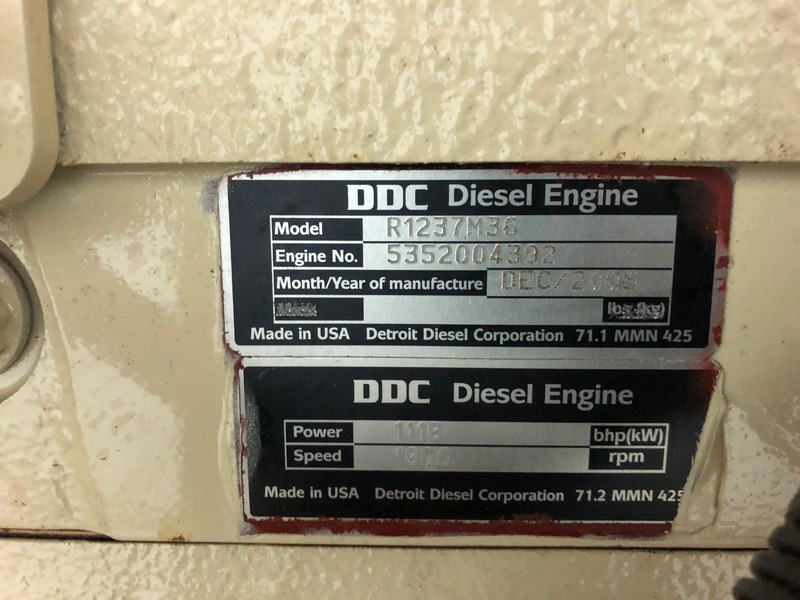 DDC Diesel Engine
Model R1237M36
Engine No. 5352004392
Month/Year of manufacture DEC/2005
lbs.(kg)
Made in USA Detroit Diesel Corporation 71.1 MMN 425
DDC Diesel Engine
Power bhp(kW)
Speed 1800 rpm
Made in USA Detroit Diesel Corporation 71.2 MMN 425